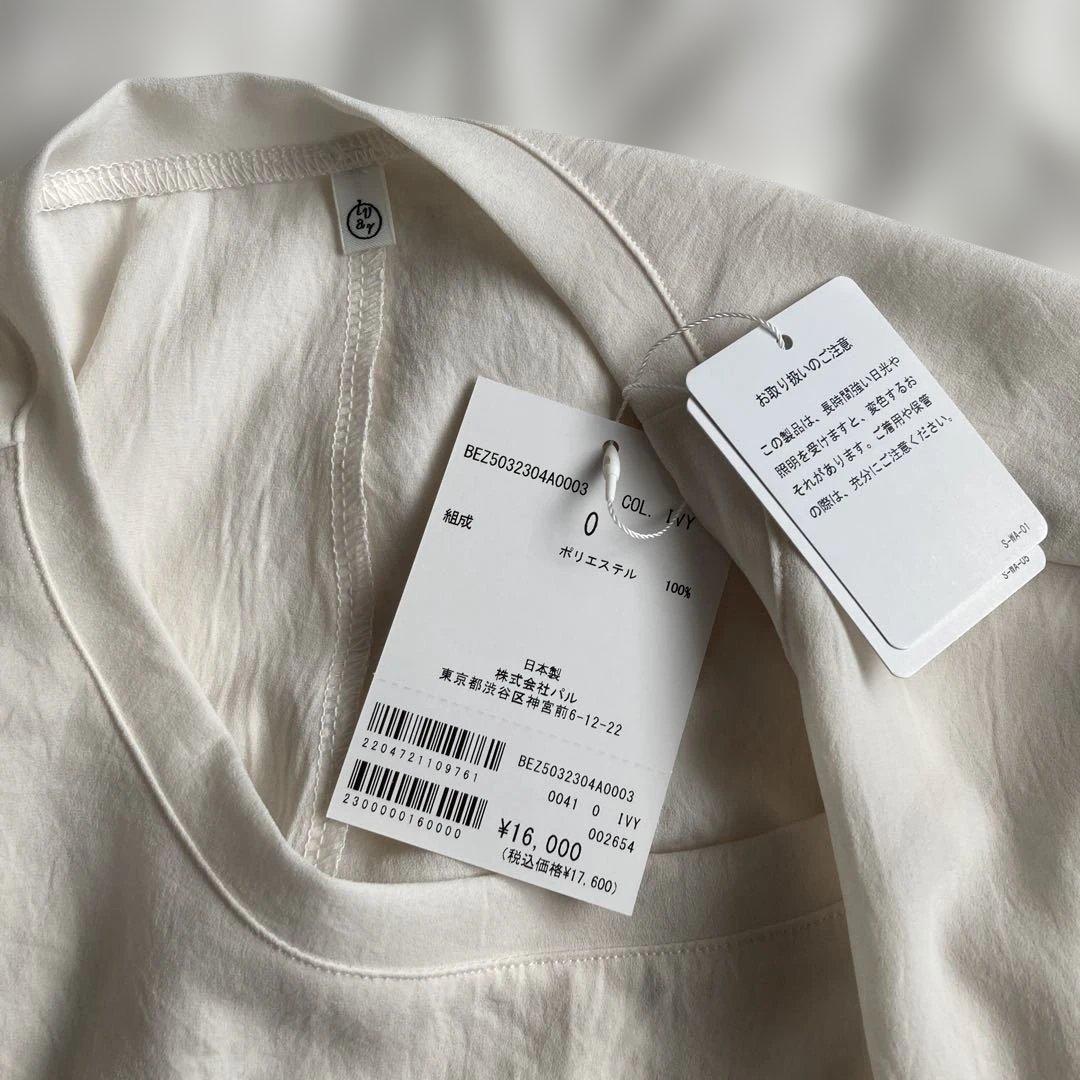 BEZ5032304A0003 COL. IVY
組成 0
ポリエステル 100%
日本製
株式会社パル
東京都渋谷区神宮前6-12-22
2204721109761
BEZ5032304A0003
0041 0 IVY
002654
2300000160000
¥16,000
(税込価格¥17,600)
お取り扱いのご注意
この製品は、長時間強い日光や
照明を受けますと、変色するお
それがあります。ご着用や保管
の際は、充分にご注意ください。
S-WA-01
S-WA-05